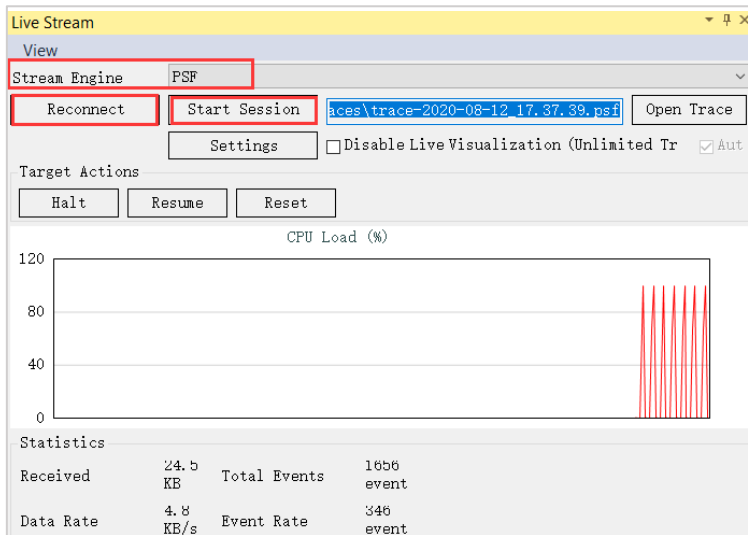 Live Stream
View
Stream Engine PSF
Reconnect Start Session aces\trace-2020-08-12_17.37.39.psf Open Trace
Settings Disable Live Visualization (Unlimited Tr Aut
Target Actions
Halt Resume Reset
CPU Load (%)
120
80
40
0
Statistics
Received 24.5 KB Total Events 1656 event
Data Rate 4.8 KB/s Event Rate 346 event